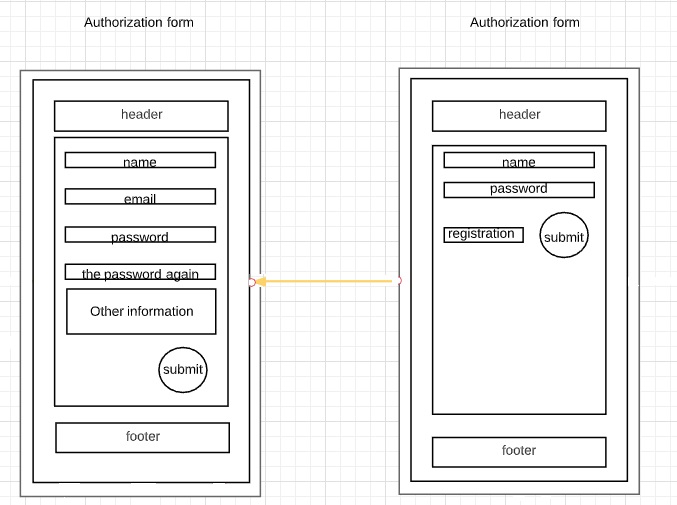 Authorization form
header
name
email
password
the password again
Other information
submit
footer
Authorization form
header
name
password
registration
submit
footer